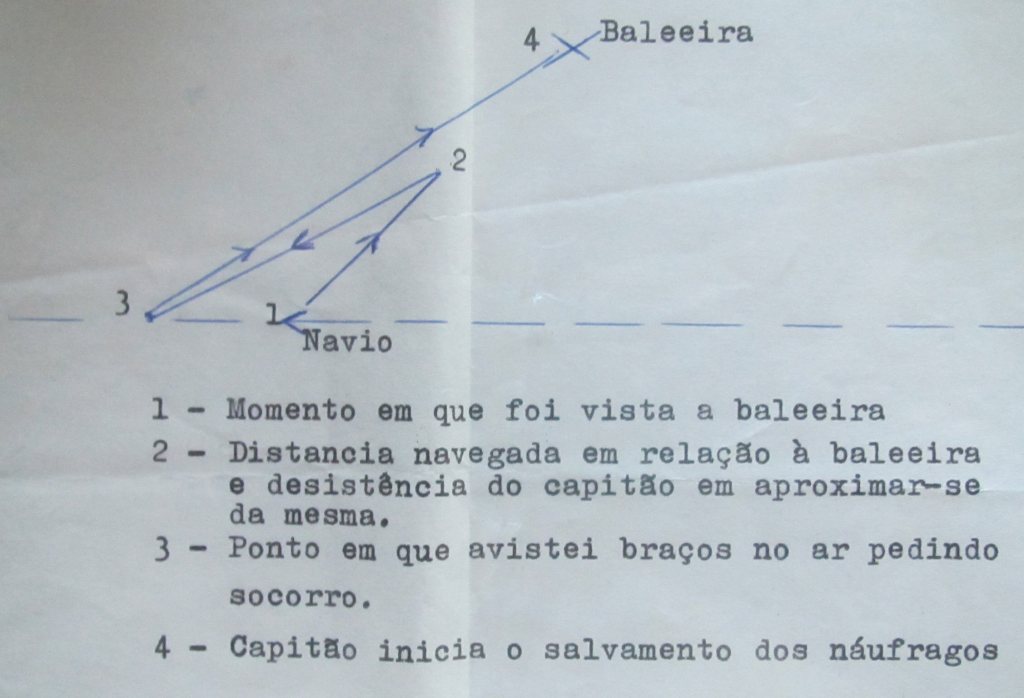 4 Baleeira
2
3
1
Navio
1 - Momento em que foi vista a baleeira
2 - Distancia navegada em relação à baleeira
e desistência do capitão em aproximar-se
da mesma.
3 - Ponto em que avistei braços no ar pedindo
socorro.
4 - Capitão inicia o salvamento dos náufragos